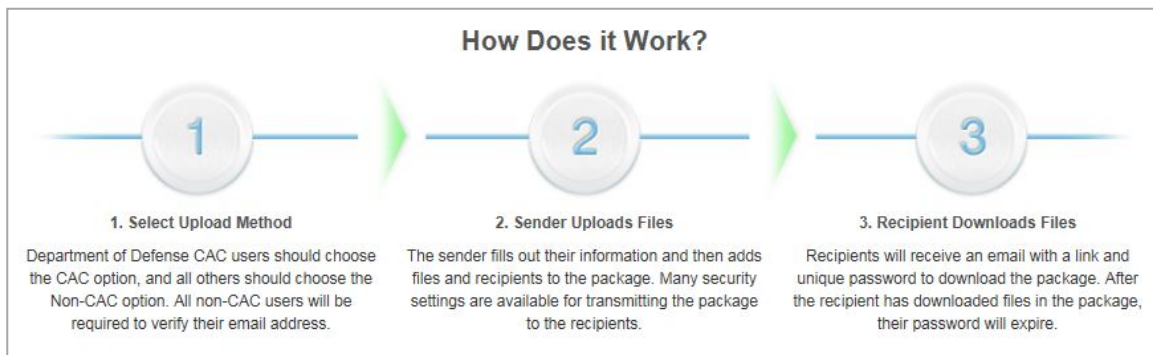 How Does it Work?
1
2
3
1. Select Upload Method
Department of Defense CAC users should choose
the CAC option, and all others should choose the
Non-CAC option. All non-CAC users will be
required to verify their email address.
2. Sender Uploads Files
The sender fills out their information and then adds
files and recipients to the package. Many security
settings are available for transmitting the package
to the recipients.
3. Recipient Downloads Files
Recipients will receive an email with a link and
unique password to download the package. After
the recipient has downloaded files in the package,
their password will expire.